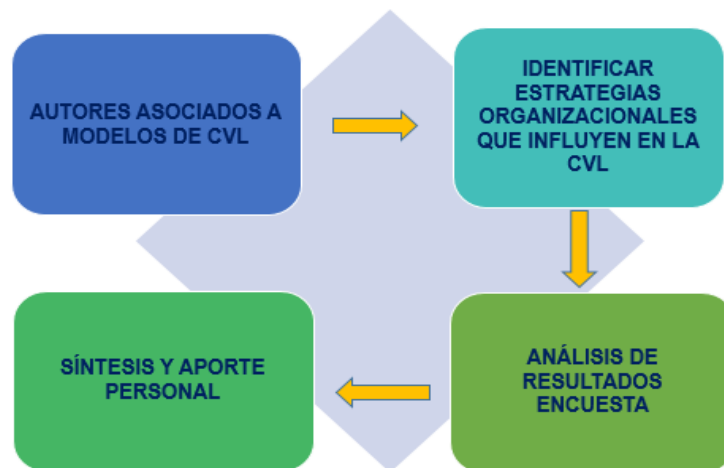 AUTORES ASOCIADOS A
MODELOS DE CVL
IDENTIFICAR
ESTRATEGIAS
ORGANIZACIONALES
QUE INFLUYEN EN LA
CVL
ANÁLISIS DE
RESULTADOS
ENCUESTA
SÍNTESIS Y APORTE
PERSONAL